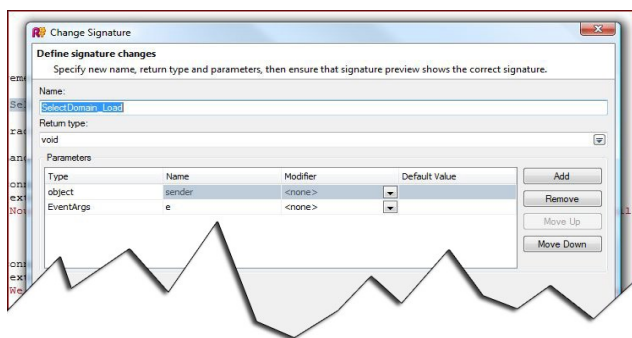 Change Signature
Define signature changes
Specify new name, return type and parameters, then ensure that signature preview shows the correct signature.
Name:
SelectDomain_Load
Return type:
void
Parameters
Type Name Modifier Default Value
object sender <none>
EventArgs e <none>
Add
Remove
Move Up
Move Down